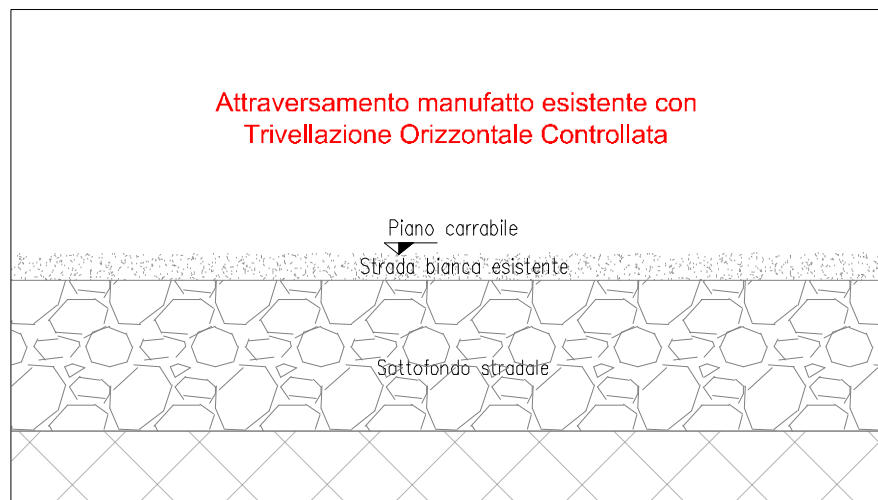 Attraversamento manufatto esistente con
Trivellazione Orizzontale Controllata
Piano carrabile
Strada bianca esistente
Sottofondo stradale